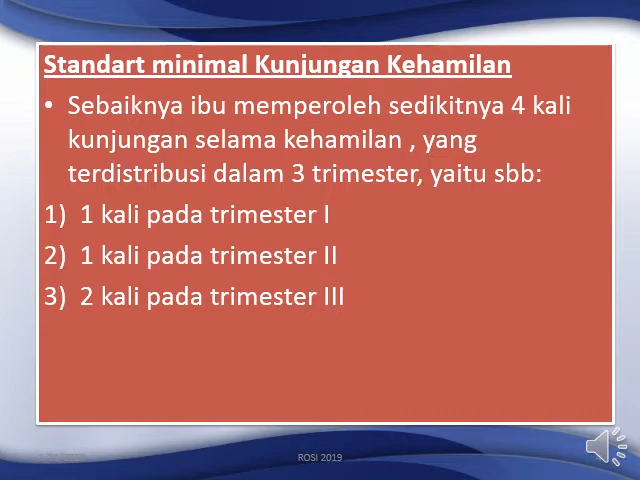 Standart minimal Kunjungan Kehamilan
• Sebaiknya ibu memperoleh sedikitnya 4 kali
kunjungan selama kehamilan , yang
terdistribusi dalam 3 trimester, yaitu sbb:
1) 1 kali pada trimester I
2) 1 kali pada trimester II
3) 2 kali pada trimester III
ROSI 2019